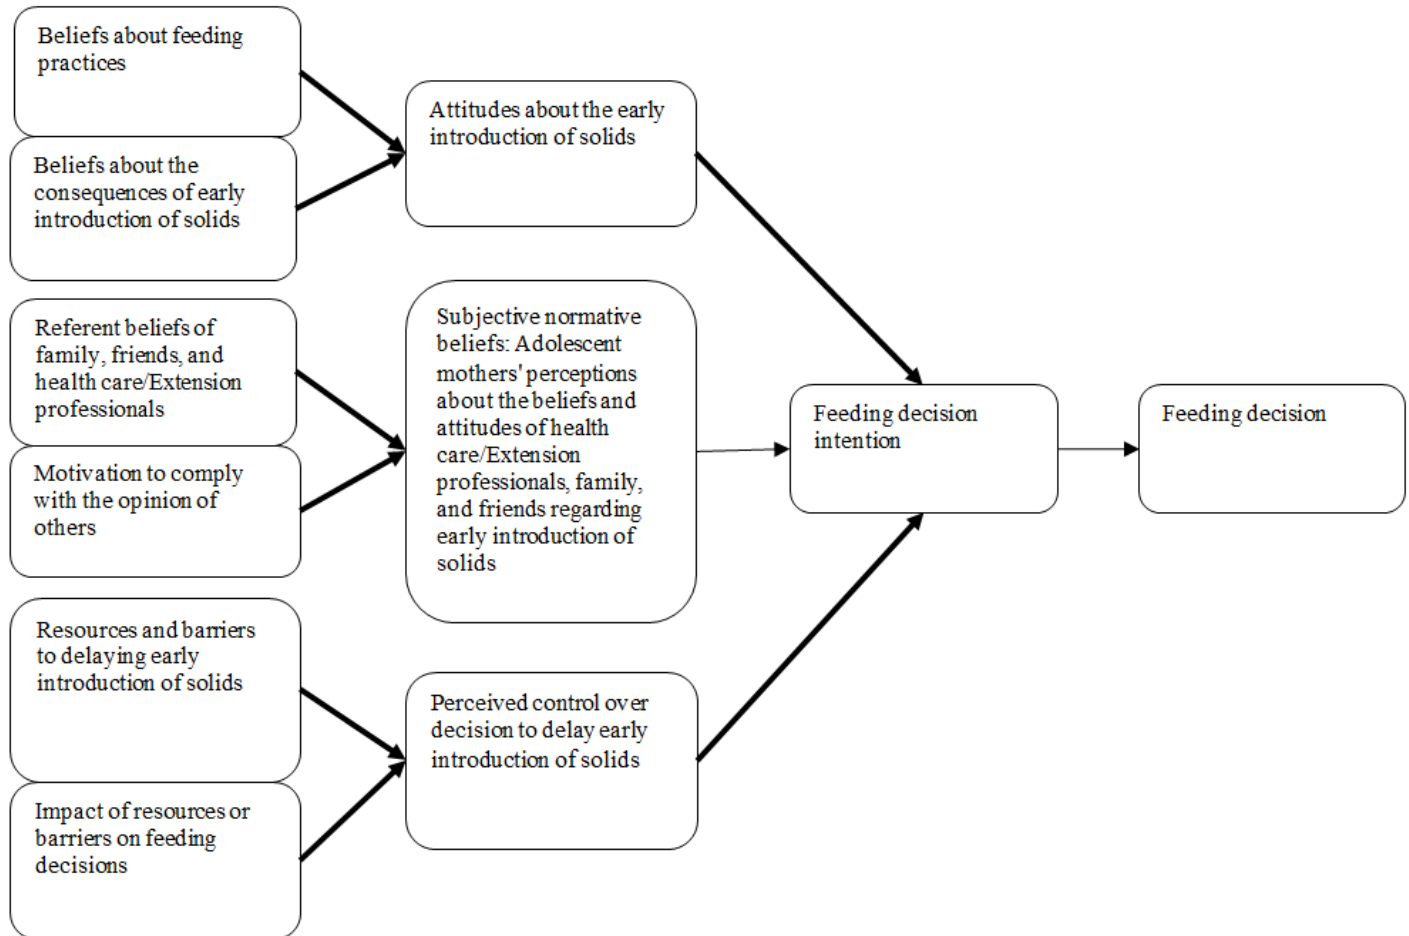 Beliefs about feeding
practices
Beliefs about the
consequences of early
introduction of solids
Referent beliefs of
family, friends, and
health care/Extension
professionals
Motivation to comply
with the opinion of
others
Resources and barriers
to delaying early
introduction of solids
Impact of resources or
barriers on feeding
decisions
Attitudes about the early
introduction of solids
Subjective normative
beliefs: Adolescent
mothers' perceptions
about the beliefs and
attitudes of health
care/Extension
professionals, family,
and friends regarding
early introduction of
solids
Perceived control over
decision to delay early
introduction of solids
Feeding decision
intention
Feeding decision